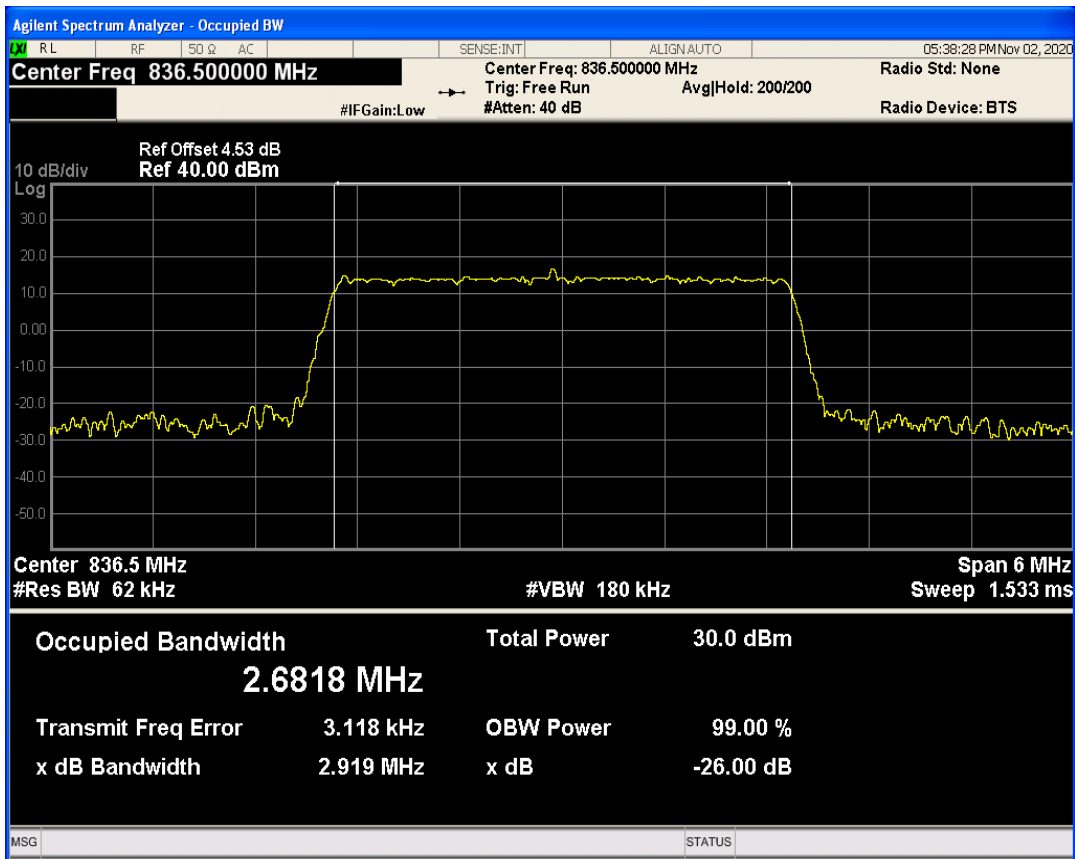 Agilent Spectrum Analyzer - Occupied BW
LXI RL RF 50 Ω AC SENSE:INT ALIGN AUTO 05:38:28 PM Nov 02, 2020
Center Freq 836.500000 MHz Center Freq: 836.500000 MHz Radio Std: None
Trig: Free Run Avg|Hold: 200/200
#IFGain:Low #Atten: 40 dB Radio Device: BTS
Ref Offset 4.53 dB
10 dB/div Ref 40.00 dBm
Log
30.0
20.0
10.0
0.00
-10.0
-20.0
-30.0
-40.0
-50.0
Center 836.5 MHz Span 6 MHz
#Res BW 62 kHz #VBW 180 kHz Sweep 1.533 ms
Occupied Bandwidth Total Power 30.0 dBm
2.6818 MHz
Transmit Freq Error 3.118 kHz OBW Power 99.00 %
x dB Bandwidth 2.919 MHz x dB -26.00 dB
MSG STATUS